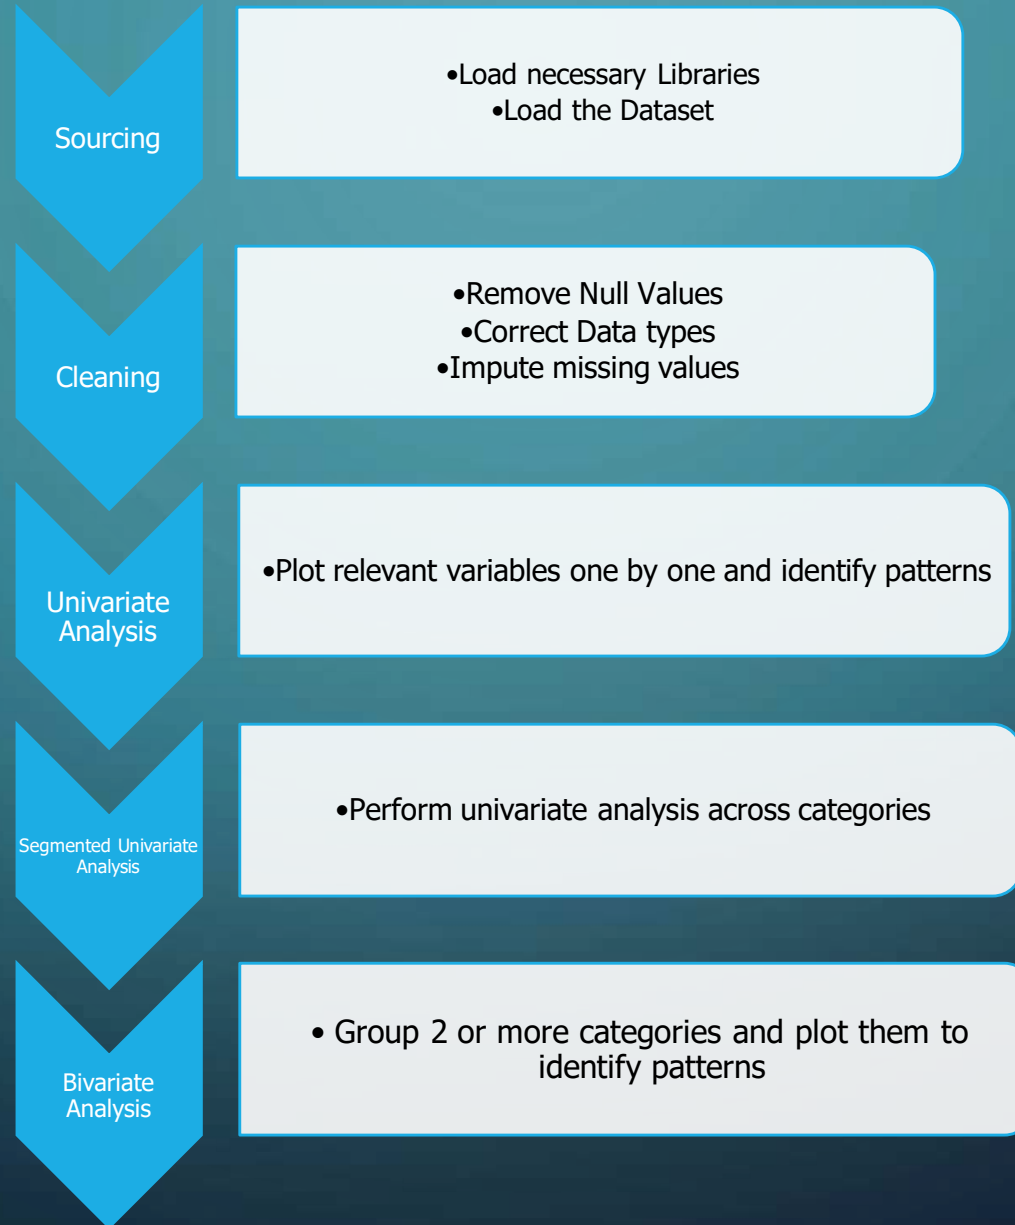 Sourcing
•Load necessary Libraries
•Load the Dataset
Cleaning
•Remove Null Values
•Correct Data types
•Impute missing values
Univariate
Analysis
•Plot relevant variables one by one and identify patterns
Segmented Univariate
Analysis
•Perform univariate analysis across categories
Bivariate
Analysis
• Group 2 or more categories and plot them to
identify patterns